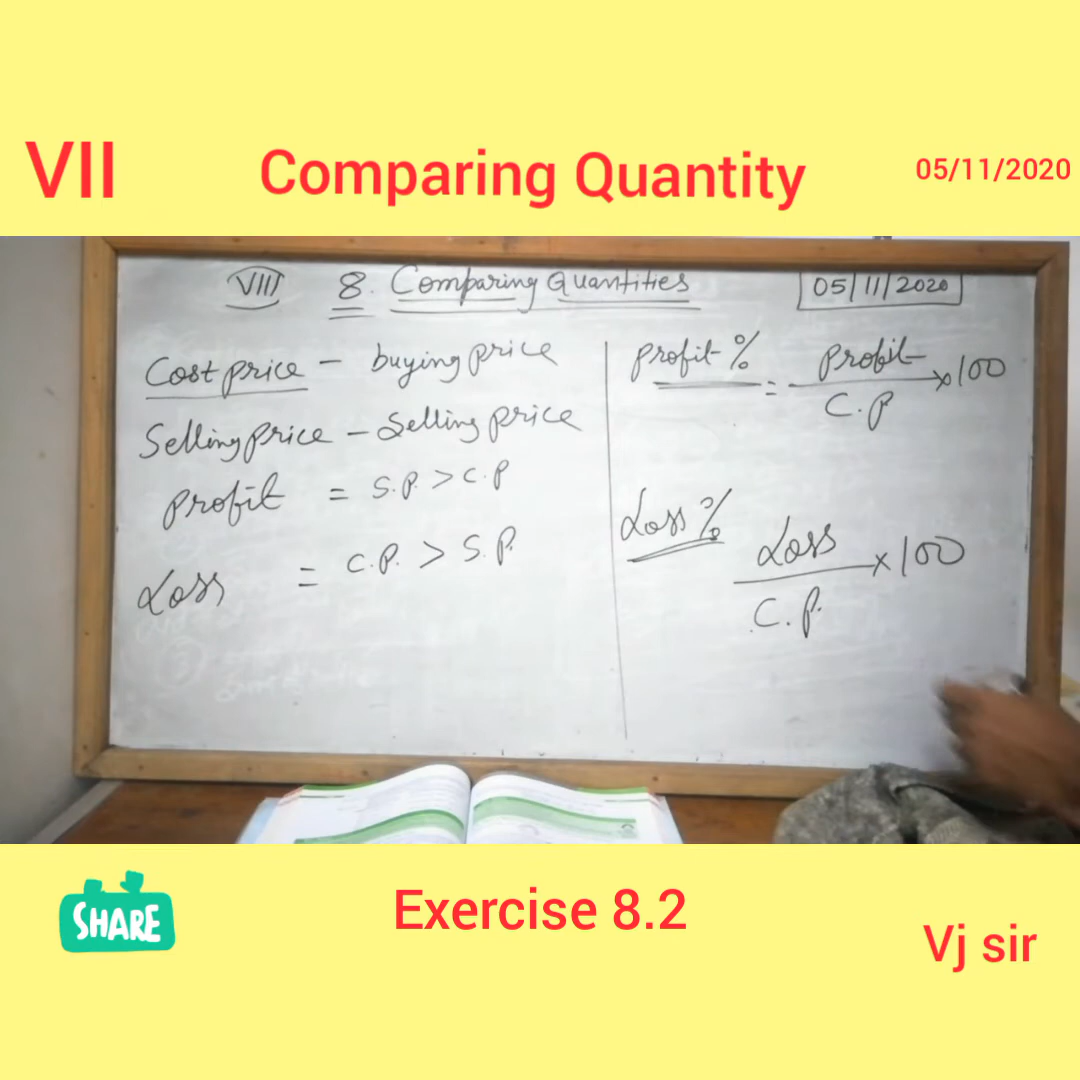 VII Comparing Quantity 05/11/2020
VIII 8. Comparing Quantities 05/11/2020
Cost price - buying price
Selling price - Selling price
Profit = S.P. > C.P
Loss = C.P. > S.P.
Profit % = Profit / C.P × 100
Loss % Loss / C.P. × 100
SHARE
Exercise 8.2
Vj sir